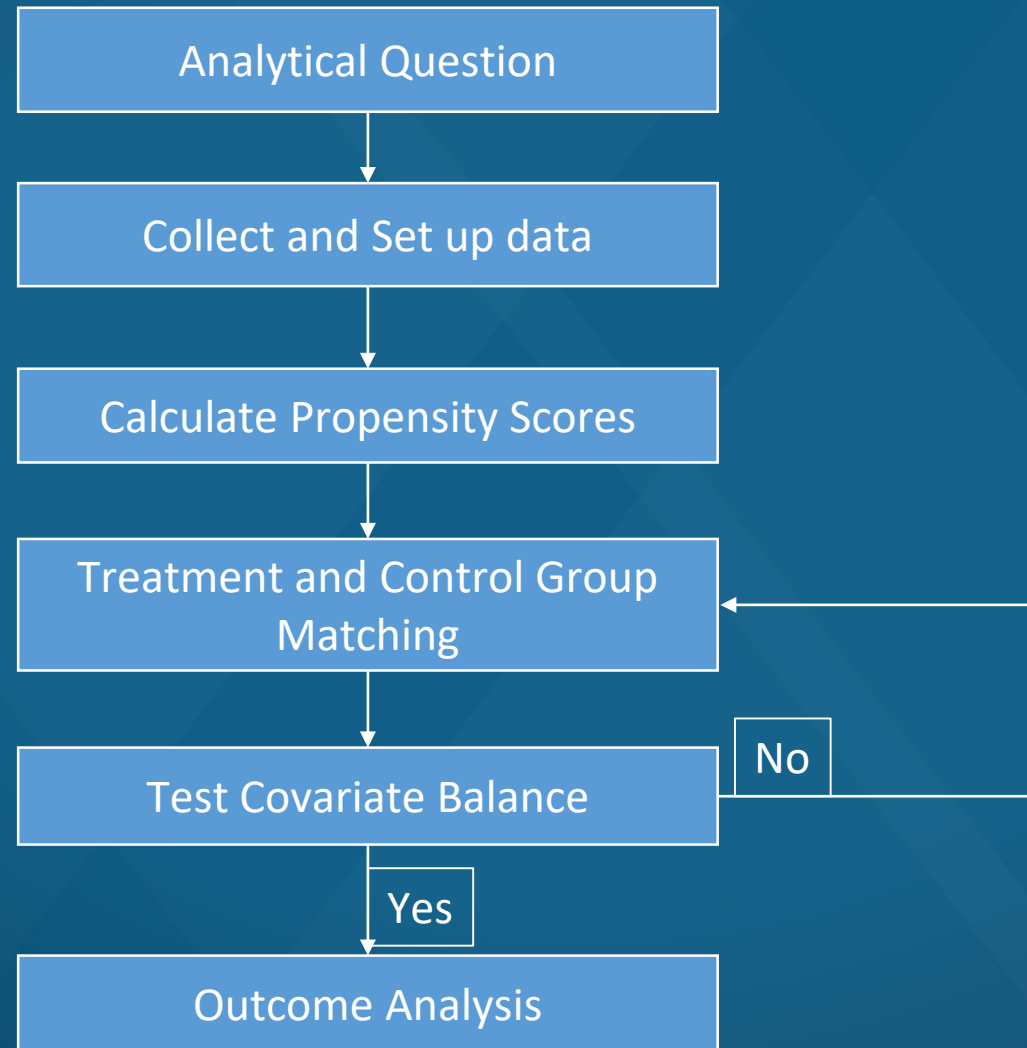 Analytical Question
Collect and Set up data
Calculate Propensity Scores
Treatment and Control Group
Matching
Test Covariate Balance
No
Yes
Outcome Analysis